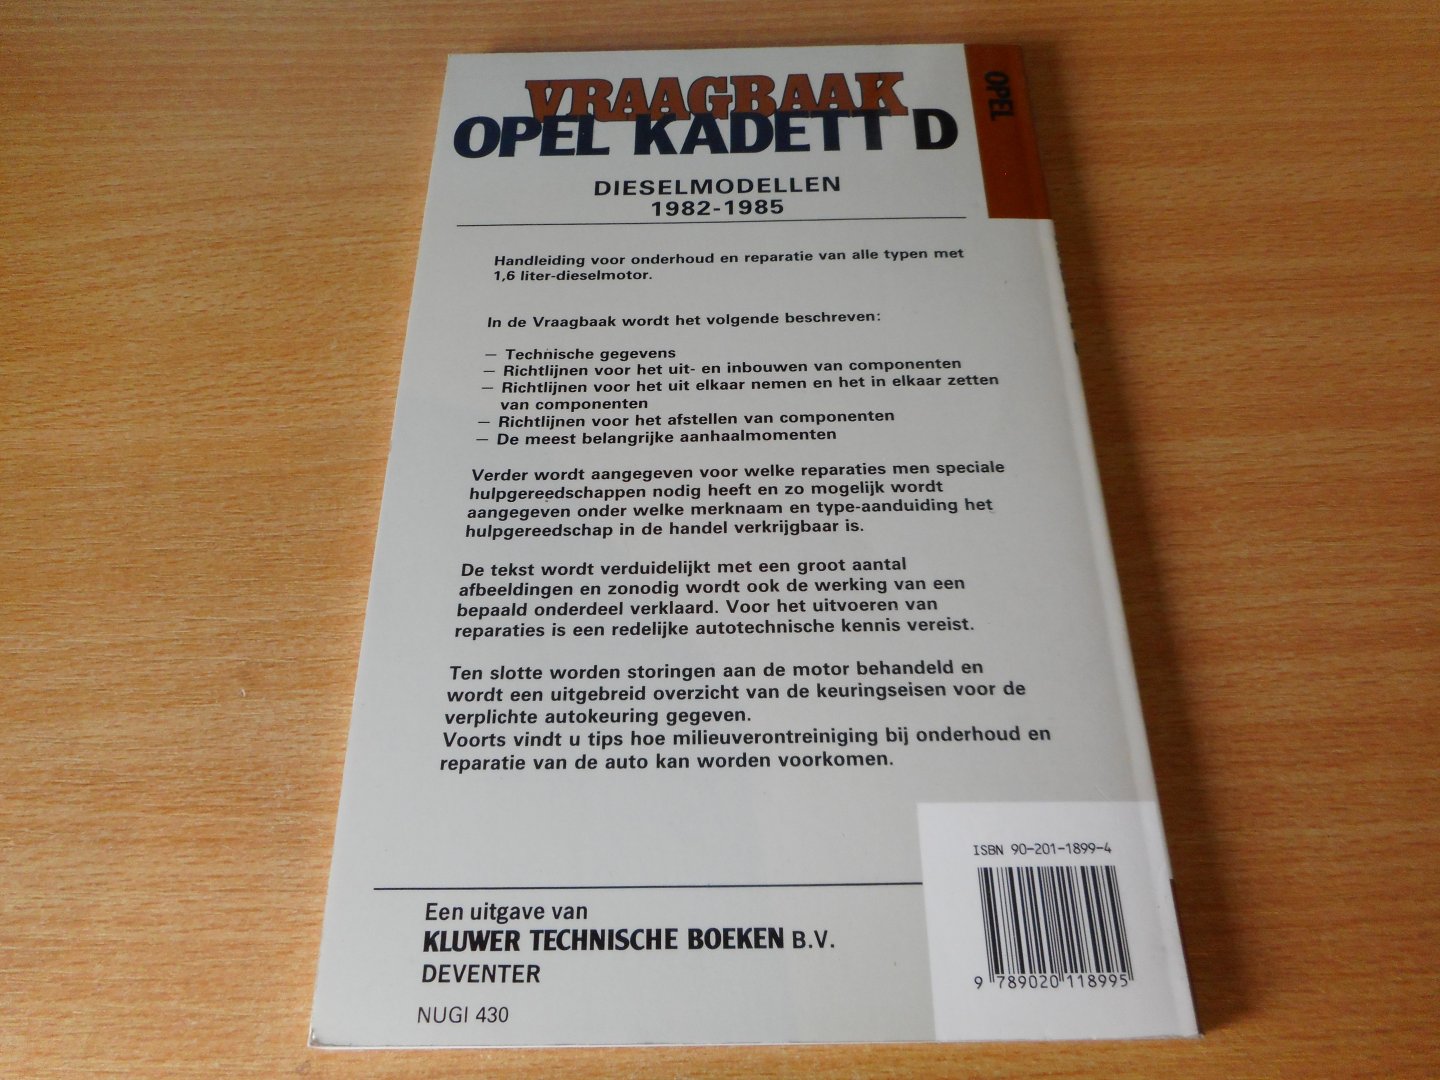 VRAAGBAAK
OPEL KADETT D
DIESELMODELLEN
1982-1985
OPEL
Handleiding voor onderhoud en reparatie van alle typen met
1,6 liter-dieselmotor.
In de Vraagbaak wordt het volgende beschreven:
— Technische gegevens
— Richtlijnen voor het uit- en inbouwen van componenten
— Richtlijnen voor het uit elkaar nemen en het in elkaar zetten
van componenten
— Richtlijnen voor het afstellen van componenten
— De meest belangrijke aanhaalmomenten
Verder wordt aangegeven voor welke reparaties men speciale
hulpgereedschappen nodig heeft en zo mogelijk wordt
aangegeven onder welke merknaam en type-aanduiding het
hulpgereedschap in de handel verkrijgbaar is.
De tekst wordt verduidelijkt met een groot aantal
afbeeldingen en zonodig wordt ook de werking van een
bepaald onderdeel verklaard. Voor het uitvoeren van
reparaties is een redelijke autotechnische kennis vereist.
Ten slotte worden storingen aan de motor behandeld en
wordt een uitgebreid overzicht van de keuringseisen voor de
verplichte autokeuring gegeven.
Voorts vindt u tips hoe milieuverontreiniging bij onderhoud en
reparatie van de auto kan worden voorkomen.
ISBN 90-201-1899-4
9 789020 118995
Een uitgave van
KLUWER TECHNISCHE BOEKEN B.V.
DEVENTER
NUGI 430